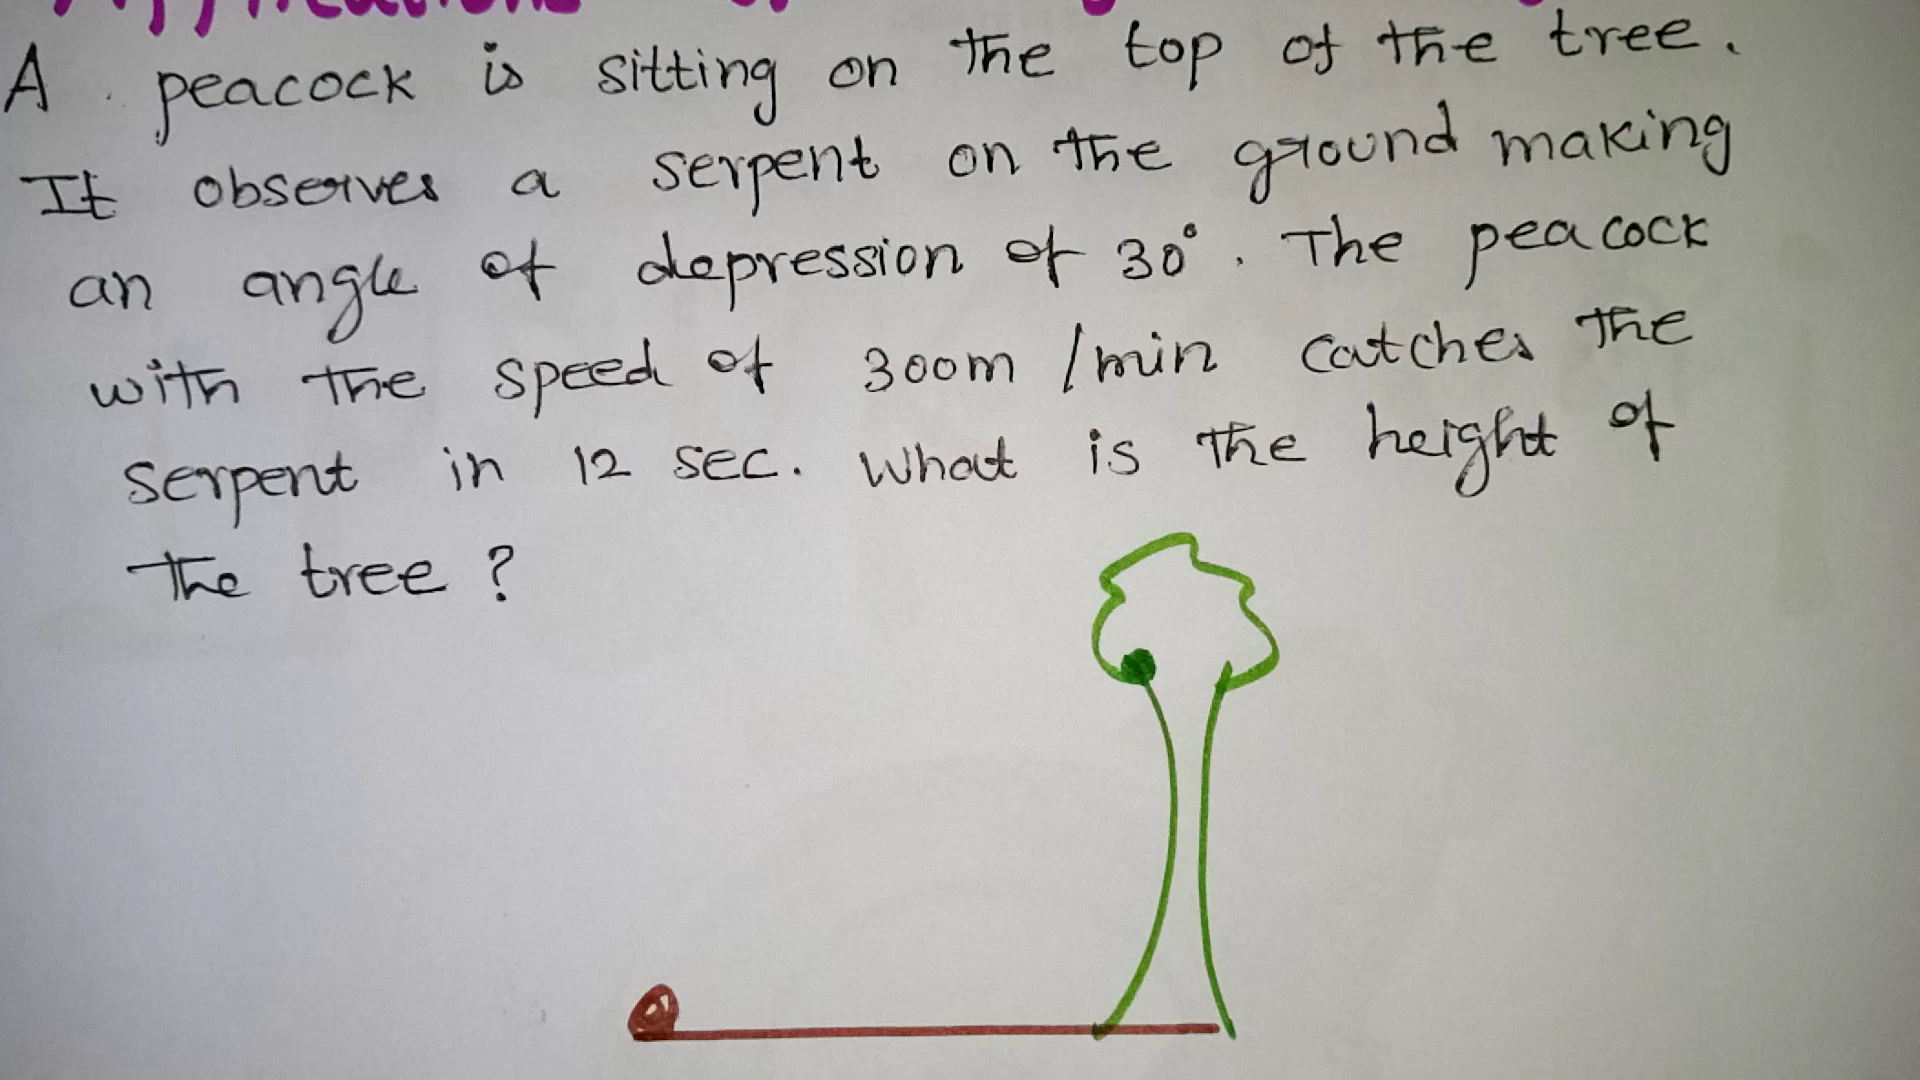 A peacock is sitting on the top of the tree.
It observes a serpent on the ground making
an angle of depression of 30°. The peacock
with the speed of 300m/min catches the
serpent in 12 sec. What is the height of
the tree?